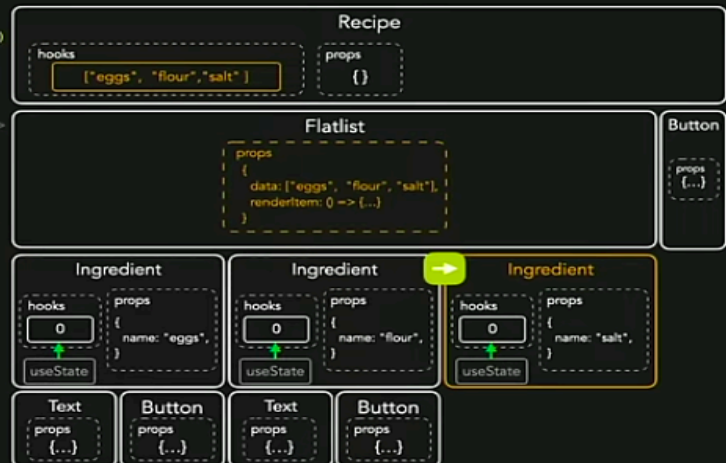 Recipe
hooks
["eggs", "flour","salt" ]
props
{}
Flatlist
props
{
data: ["eggs", "flour", "salt"],
renderItem: () => {...}
}
Button
props
{...}
Ingredient
hooks
0
useState
props
{
name: "eggs",
}
Ingredient
hooks
0
useState
props
{
name: "flour",
}
Ingredient
hooks
0
useState
props
{
name: "salt",
}
Text
props
{...}
Button
props
{...}
Text
props
{...}
Button
props
{...}